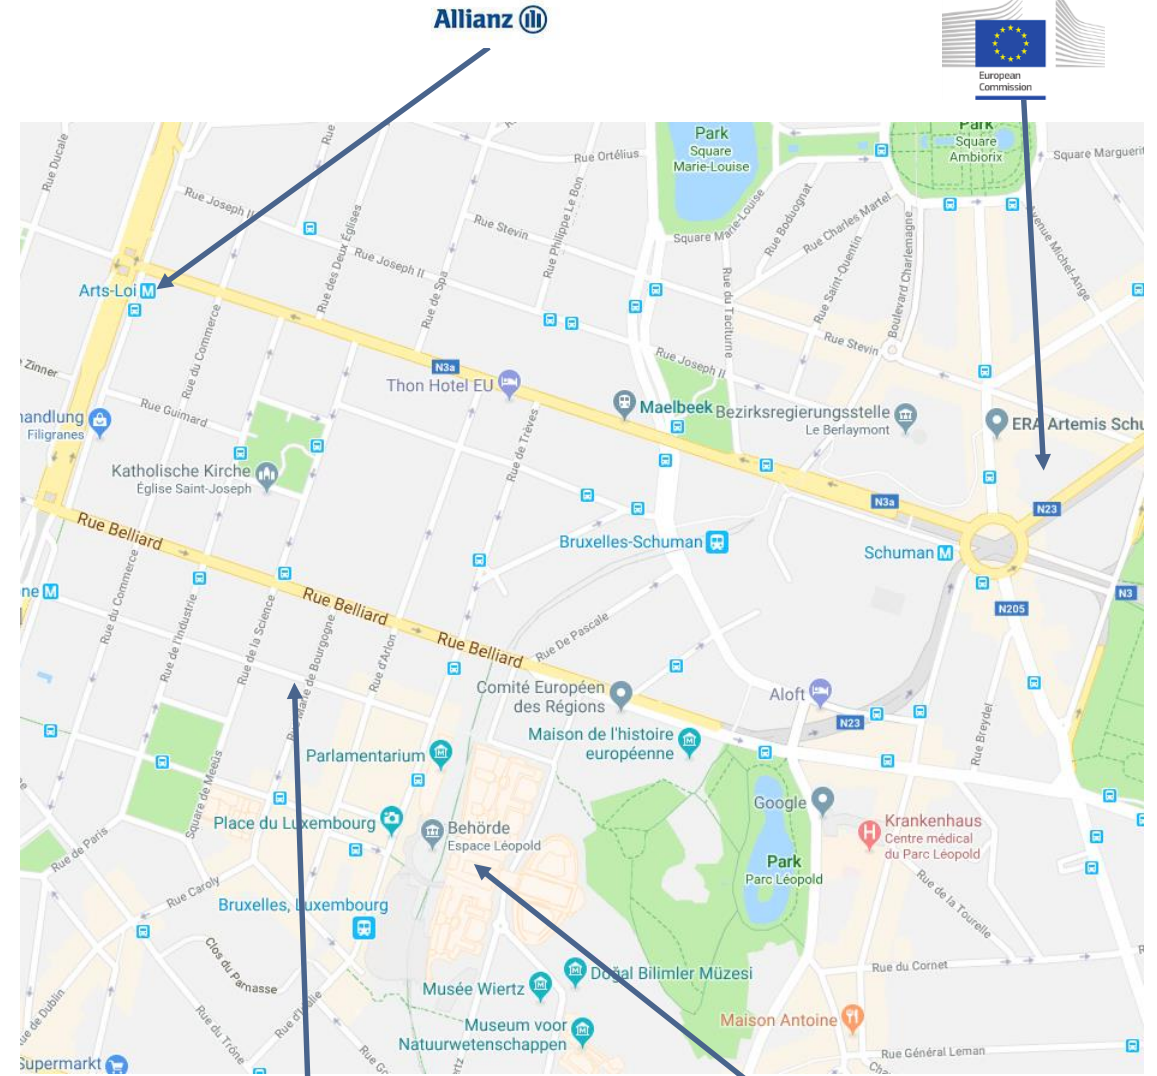 Allianz
European
Commission
Park
Square
Ambiorix
Park
Square
Marie-Louise
Rue Ortélius
Square Marguerit
Rue Ducale
Rue
Rue Joseph II
Rue des Deux Églises
Rue Stevin
Rue Philippe Le Bon
Square Marie-Louise
Rue Boduognat
Rue Charles Martel
Avenue Michel-Ange
Rue Joseph II
Rue de Spa
Rue du Taciturne
Rue Saint-Quentin
Boulevard Charlemagne
Arts-Loi M
Rue du Commerce
Rue Stevin
Rue Joseph II
Zinner
N3a
Thon Hotel EU
Maelbeek
Bezirksregierungsstelle
Le Berlaymont
ERA Artemis Schu
Rue Guimard
handlung
Filigranes
Rue de Trèves
Katholische Kirche
Église Saint-Joseph
N3a
N23
Rue Belliard
Bruxelles-Schuman
Schuman M
ne M
Rue Belliard
N3
N205
Rue du Commerce
Rue de l'Industrie
Rue de la Science
Rue Marie de Bourgogne
Rue d'Arlon
Rue Belliard
Rue De Pascale
Comité Européen
des Régions
Aloft
N23
Maison de l'histoire
européenne
Rue Breydel
Parlamentarium
Square de Meeûs
Google
Place du Luxembourg
Behörde
Espace Léopold
Krankenhaus
Centre médical
du Parc Léopold
Rue de Paris
Park
Parc Léopold
Rue Caroly
Bruxelles, Luxembourg
Rue de la Tourelle
Clos du Parnasse
Rue du Cornet
Doğal Bilimler Müzesi
Musée Wiertz
Rue de Dublin
Rue du Trône
Rue d'Idalie
Maison Antoine
Museum voor
Natuurwetenschappen
Rue Général Leman
Supermarkt